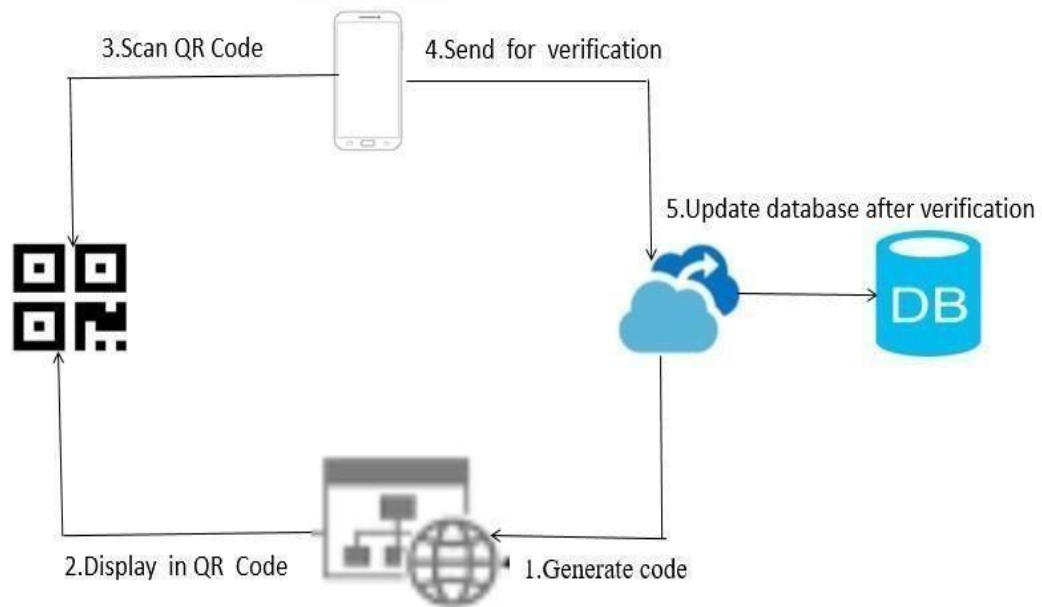 3.Scan QR Code
4.Send for verification
5.Update database after verification
DB
2.Display in QR Code
1.Generate code